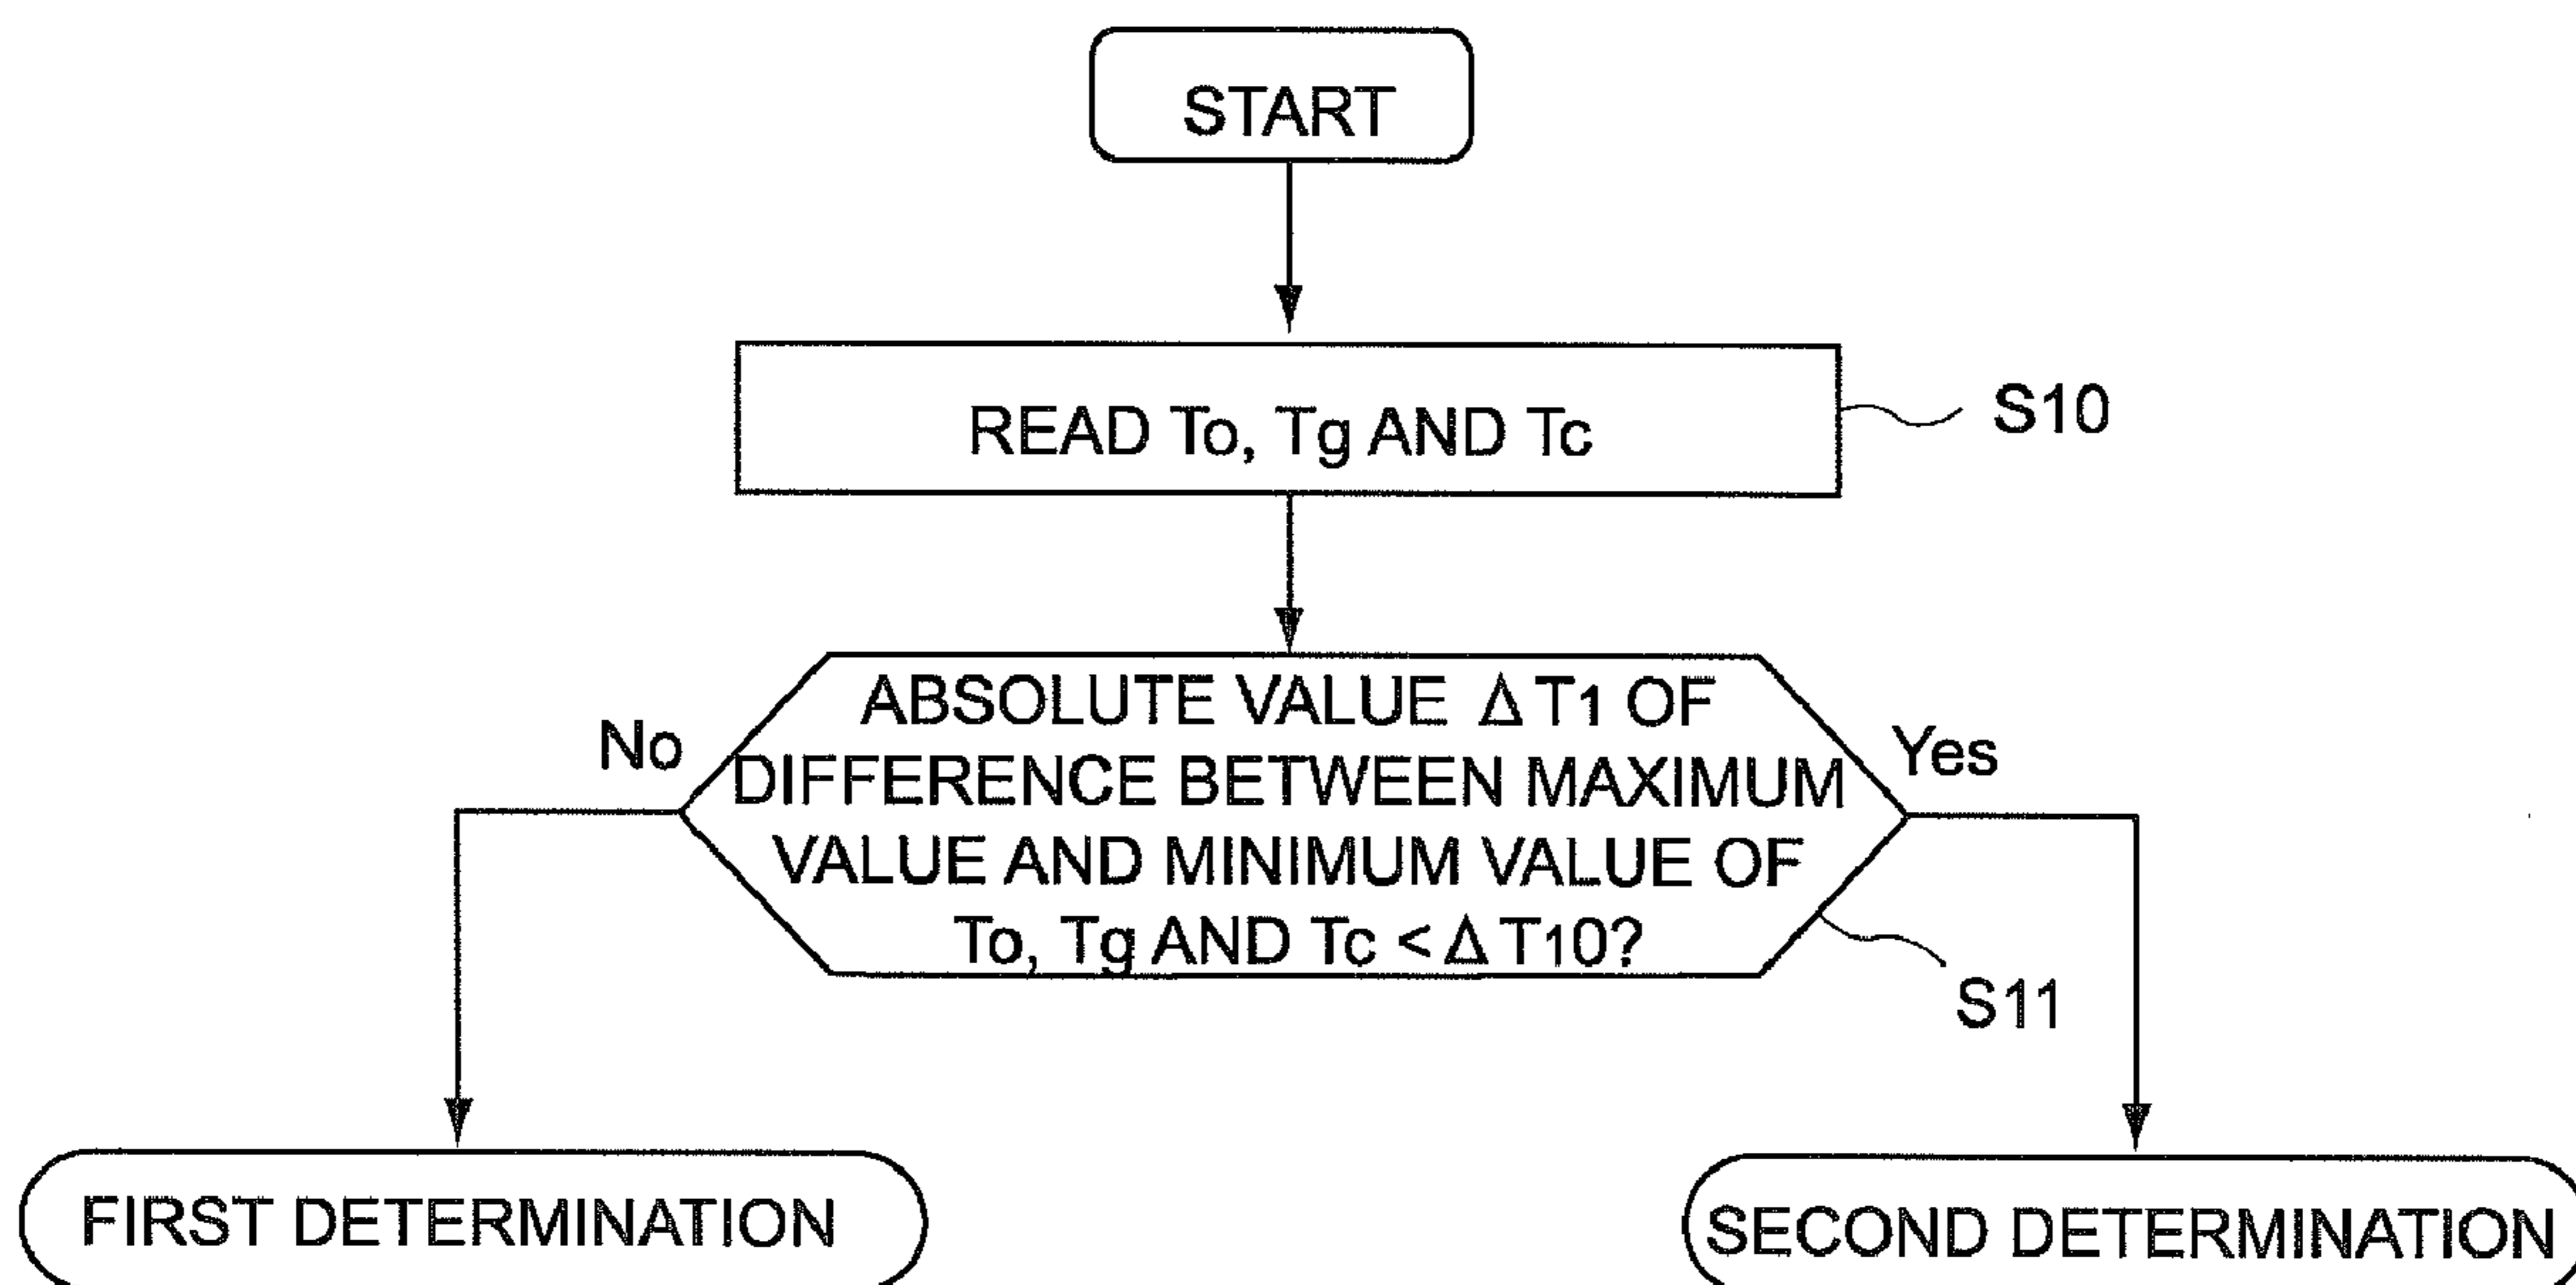 START
READ To, Tg AND Tc
S10
ABSOLUTE VALUE ΔT1 OF
DIFFERENCE BETWEEN MAXIMUM
VALUE AND MINIMUM VALUE OF
To, Tg AND Tc < ΔT10?
No
Yes
S11
FIRST DETERMINATION
SECOND DETERMINATION